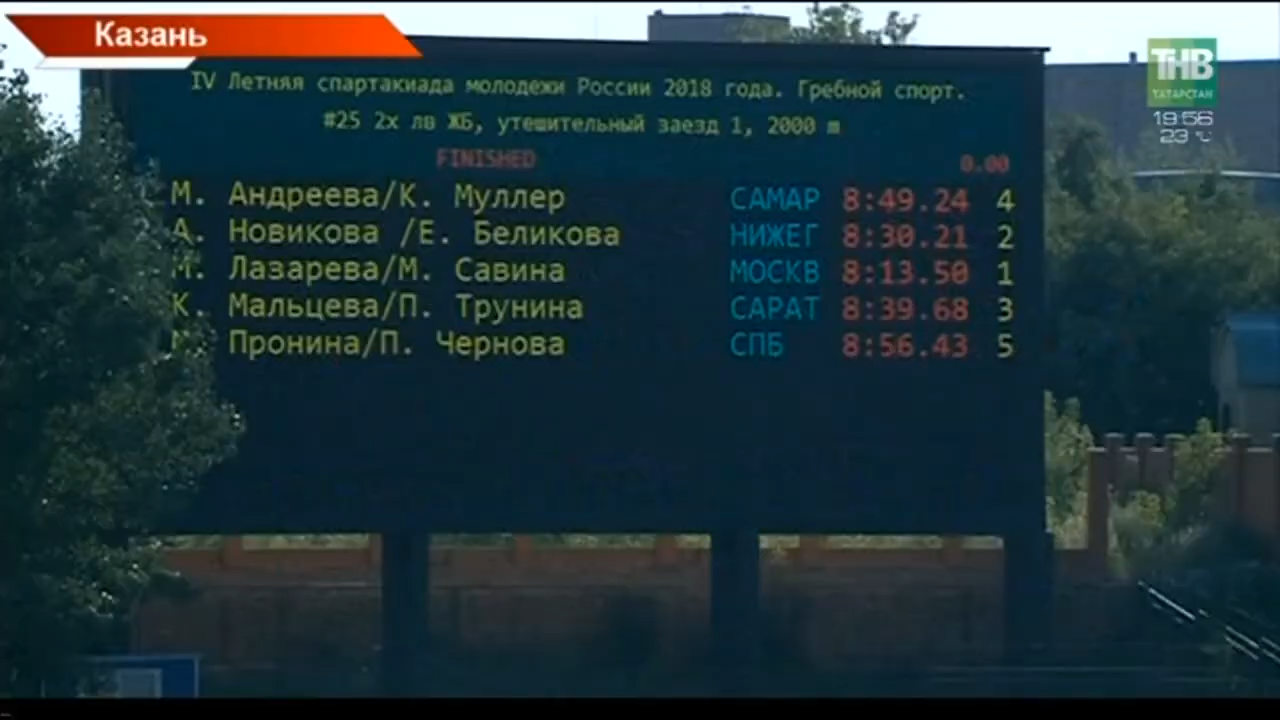 Казань
ТНВ
ТАТАРСТАН
19:56
23 °C
IV Летняя спартакиада молодежи России 2018 года. Гребной спорт.
#25 2x лв ЖБ, утешительный заезд 1, 2000 m
FINISHED 0.00
М. Андреева/К. Муллер САМАР 8:49.24 4
А. Новикова /Е. Беликова НИЖЕГ 8:30.21 2
М. Лазарева/М. Савина МОСКВ 8:13.50 1
К. Мальцева/П. Трунина САРАТ 8:39.68 3
Пронина/П. Чернова СПБ 8:56.43 5